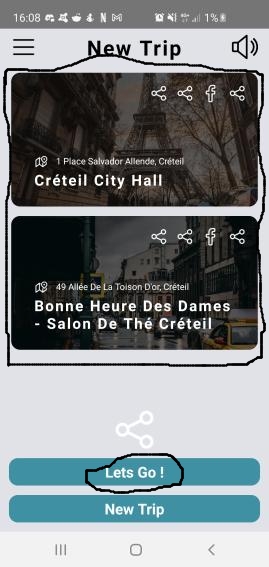 16:08
1%
New Trip
1 Place Salvador Allende, Créteil
Créteil City Hall
49 Allée De La Toison D'or, Créteil
Bonne Heure Des Dames
- Salon De Thé Créteil
Lets Go !
New Trip